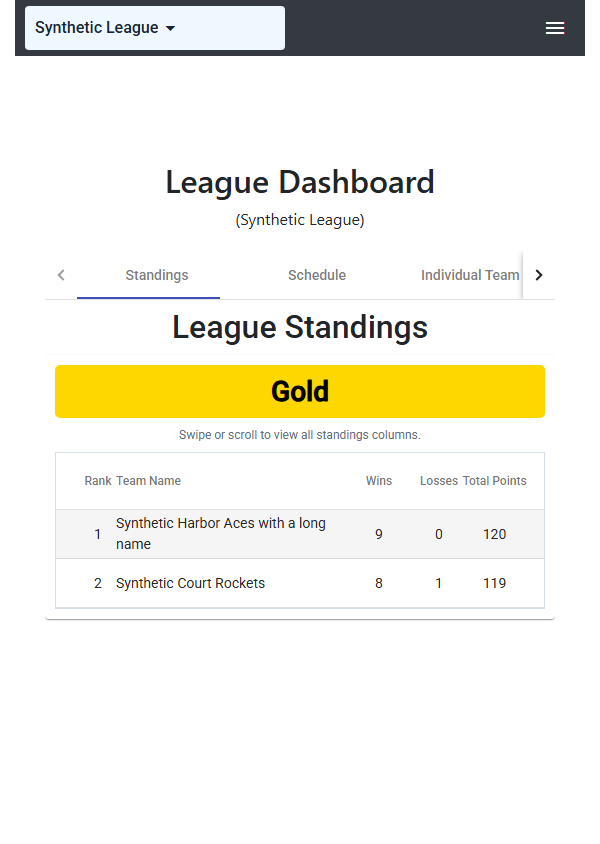 Synthetic League
League Dashboard
(Synthetic League)
Standings Schedule Individual Team
League Standings
Gold
Swipe or scroll to view all standings columns.
Rank Team Name Wins Losses Total Points
1 Synthetic Harbor Aces with a long name 9 0 120
2 Synthetic Court Rockets 8 1 119